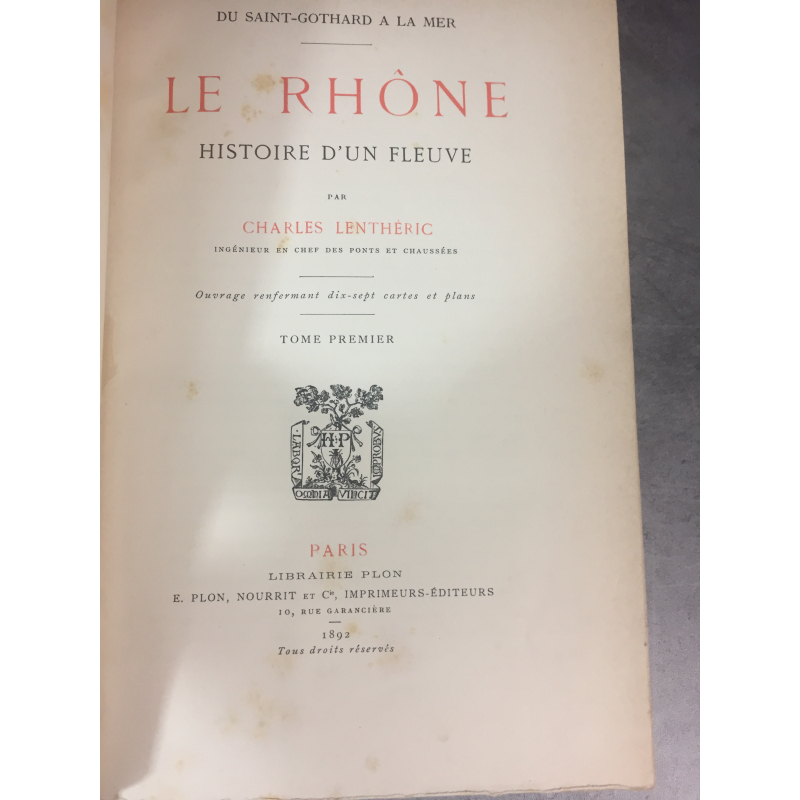 DU SAINT-GOTHARD A LA MER
LE RHÔNE
HISTOIRE D'UN FLEUVE
PAR
CHARLES LENTHÉRIC
INGÉNIEUR EN CHEF DES PONTS ET CHAUSSÉES
Ouvrage renfermant dix-sept cartes et plans
TOME PREMIER
H P
LABOR
IMPROBVS
OMNIA VINCIT
PARIS
LIBRAIRIE PLON
E. PLON, NOURRIT ET Cie, IMPRIMEURS-ÉDITEURS
10, RUE GARANCIÈRE
1892
Tous droits réservés